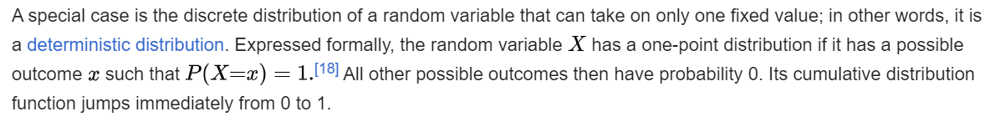 A special case is the discrete distribution of a random variable that can take on only one fixed value; in other words, it is
a deterministic distribution. Expressed formally, the random variable X has a one-point distribution if it has a possible
outcome x such that P(X=x) = 1.[18] All other possible outcomes then have probability 0. Its cumulative distribution
function jumps immediately from 0 to 1.